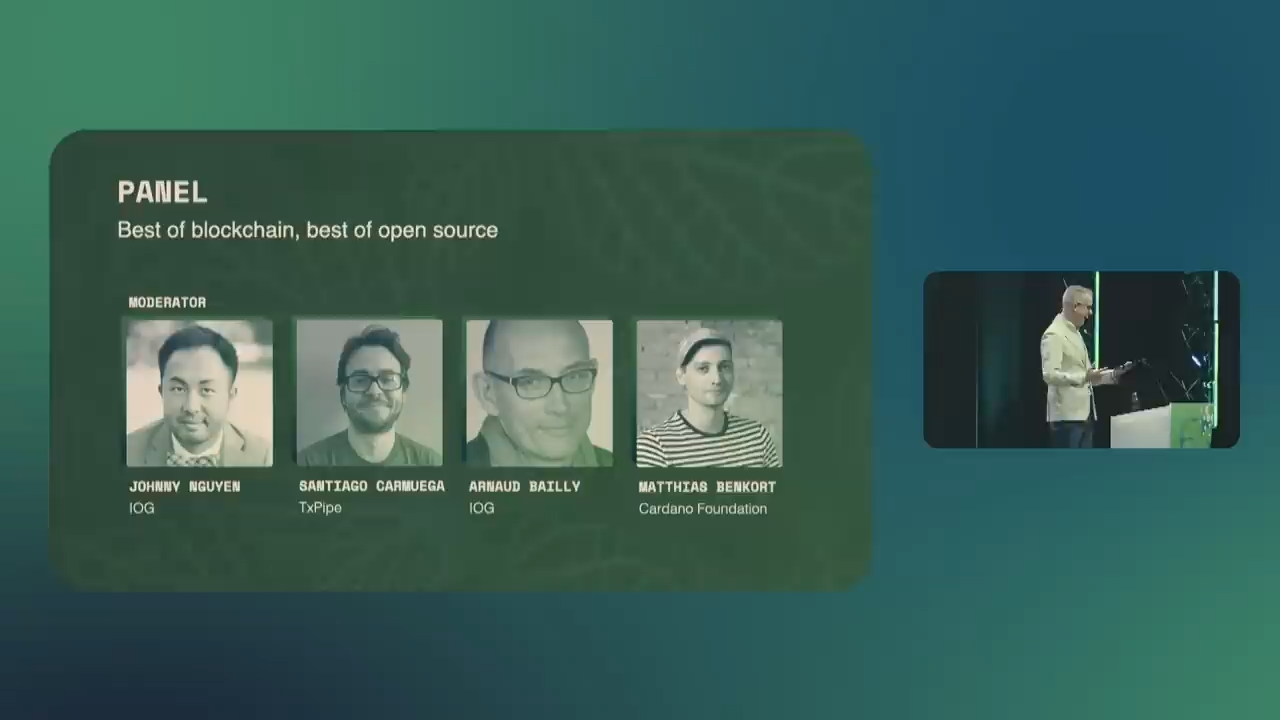 PANEL
Best of blockchain, best of open source
MODERATOR
JOHNNY NGUYEN
IOG
SANTIAGO CARMUEGA
TxPipe
ARNAUD BAILLY
IOG
MATTHIAS BENKORT
Cardano Foundation